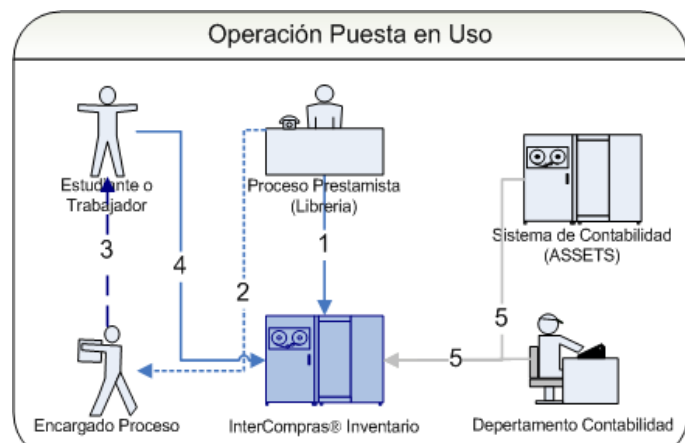 Operación Puesta en Uso
Estudiante o
Trabajador
Proceso Prestamista
(Libreria)
Sistema de Contabilidad
(ASSETS)
3
4
2
1
5
5
Encargado Proceso
InterCompras® Inventario
Departamento Contabilidad